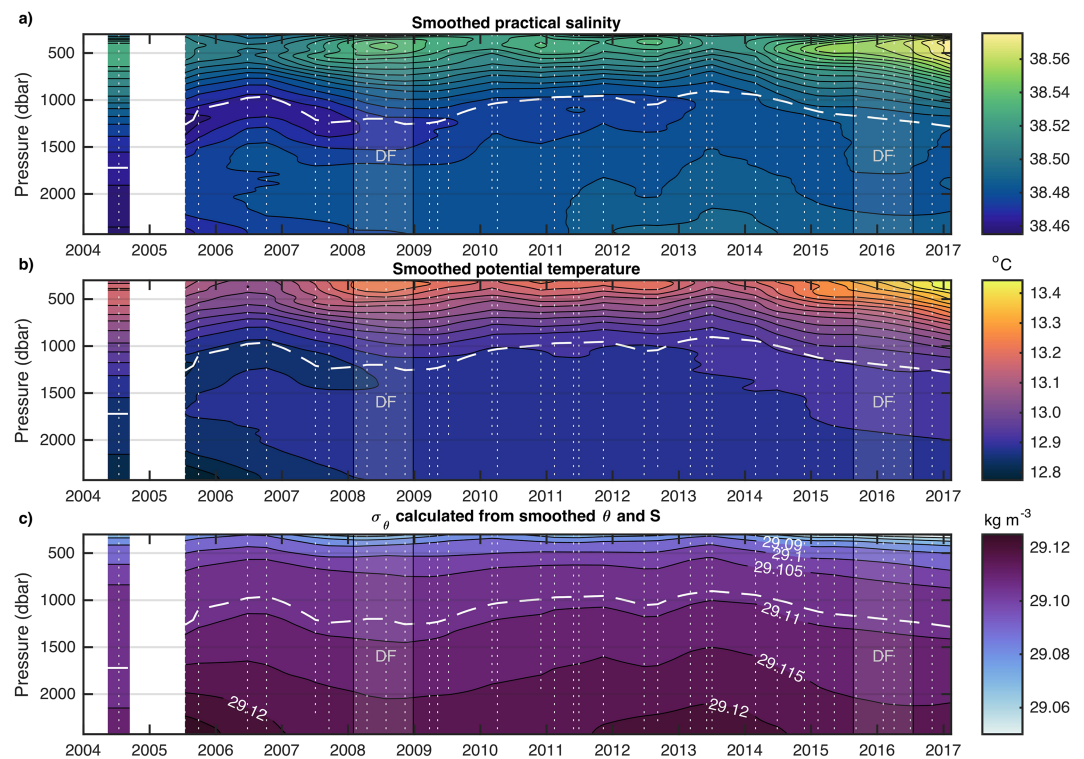 a)
Smoothed practical salinity
Pressure (dbar)
500
1000
1500
2000
DF
DF
2004 2005 2006 2007 2008 2009 2010 2011 2012 2013 2014 2015 2016 2017
38.56
38.54
38.52
38.50
38.48
38.46
b)
Smoothed potential temperature
Pressure (dbar)
500
1000
1500
2000
DF
DF
2004 2005 2006 2007 2008 2009 2010 2011 2012 2013 2014 2015 2016 2017
°C
13.4
13.3
13.2
13.1
13.0
12.9
12.8
c)
σθ calculated from smoothed θ and S
Pressure (dbar)
500
1000
1500
2000
29.09
29.1
29.105
29.11
29.115
29.12
29.12
DF
DF
2004 2005 2006 2007 2008 2009 2010 2011 2012 2013 2014 2015 2016 2017
kg m-3
29.12
29.10
29.08
29.06